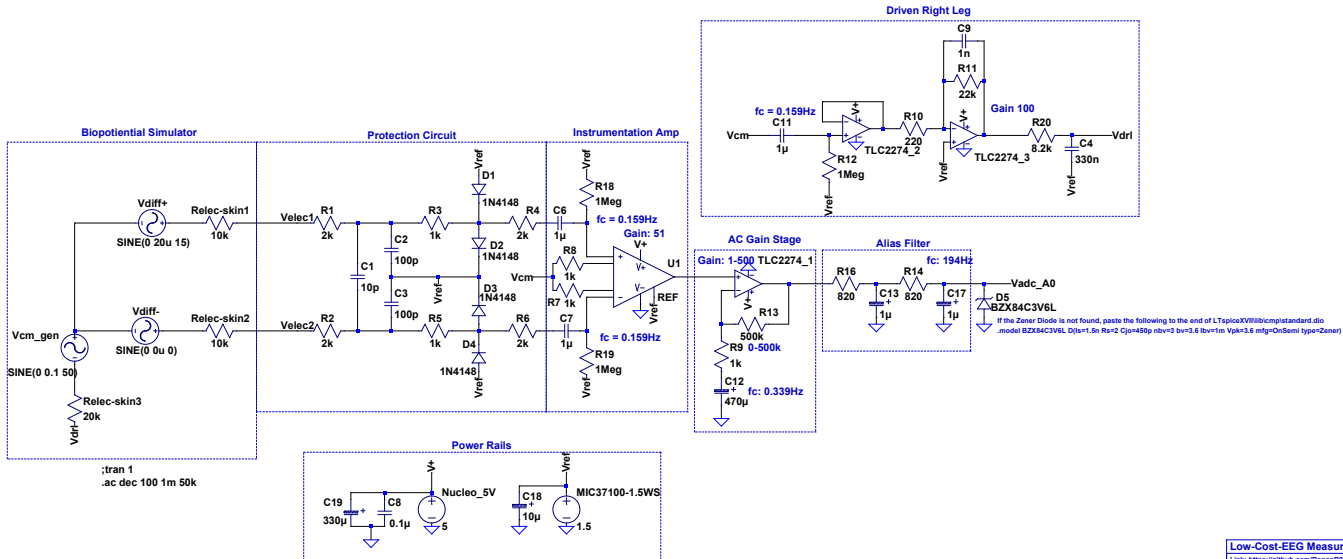 Driven Right Leg
C9
1n
R11
22k
Gain 100
fc = 0.159Hz
C11
1µ
Vcm
V+
R10
220
V+
R20
8.2k
Vdrl
TLC2274_2
TLC2274_3
C4
330n
R12
1Meg
Vref
Vref
Vref
Biopotiential Simulator
Protection Circuit
Instrumentation Amp
Vdiff+
SINE(0 20u 15)
Relec-skin1
10k
Velec1
R1
2k
R3
1k
Vref
D1
1N4148
R4
2k
C6
1µ
Vref
R18
1Meg
fc = 0.159Hz
Gain: 51
C2
100p
D2
1N4148
C1
10p
Vref
Vcm
R8
1k
R7
1k
V+
V+
V-
U1
REF
Vref
C3
100p
D3
1N4148
Vdiff-
SINE(0 0u 0)
Relec-skin2
10k
Velec2
R2
2k
R5
1k
R6
2k
C7
1µ
fc = 0.159Hz
R19
1Meg
Vref
D4
1N4148
Vref
Vcm_gen
SINE(0 0.1 50)
Relec-skin3
20k
Vdrl
AC Gain Stage
Gain: 1-500
TLC2274_1
V+
R13
500k
0-500k
R9
1k
C12
470µ
fc: 0.339Hz
Alias Filter
fc: 194Hz
R16
820
R14
820
C13
1µ
C17
1µ
Vadc_A0
D5
BZX84C3V6L
If the Zener Diode is not found, paste the following to the end of LTspiceXVII\lib\cmp\standard.dio
.model BZX84C3V6L D(Is=1.5n Rs=2 Cjo=450p nbv=3 bv=3.6 Ibv=1m Vpk=3.6 mfg=OnSemi type=Zener)
;tran 1
.ac dec 100 1m 50k
Power Rails
V+
C19
330µ
C8
0.1µ
Nucleo_5V
5
Vref
C18
10µ
MIC37100-1.5WS
1.5
Low-Cost-EEG Measur